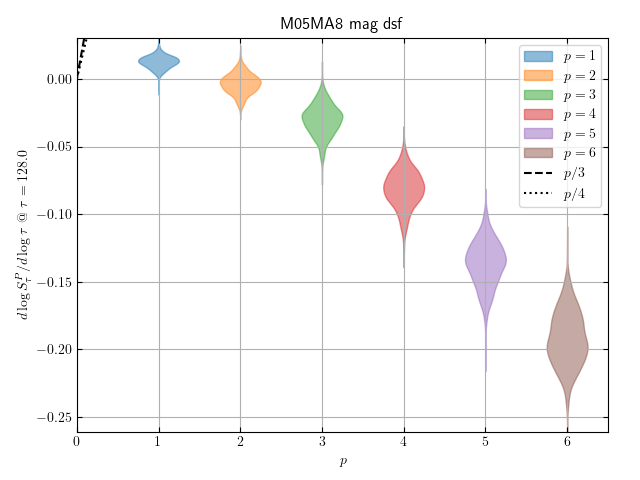 M05MA8 mag dsf
0.00
−0.05
−0.10
−0.15
−0.20
−0.25
0
1
2
3
4
5
6
p
d log S_τ^P / d log τ @ τ = 128.0
p = 1
p = 2
p = 3
p = 4
p = 5
p = 6
p/3
p/4